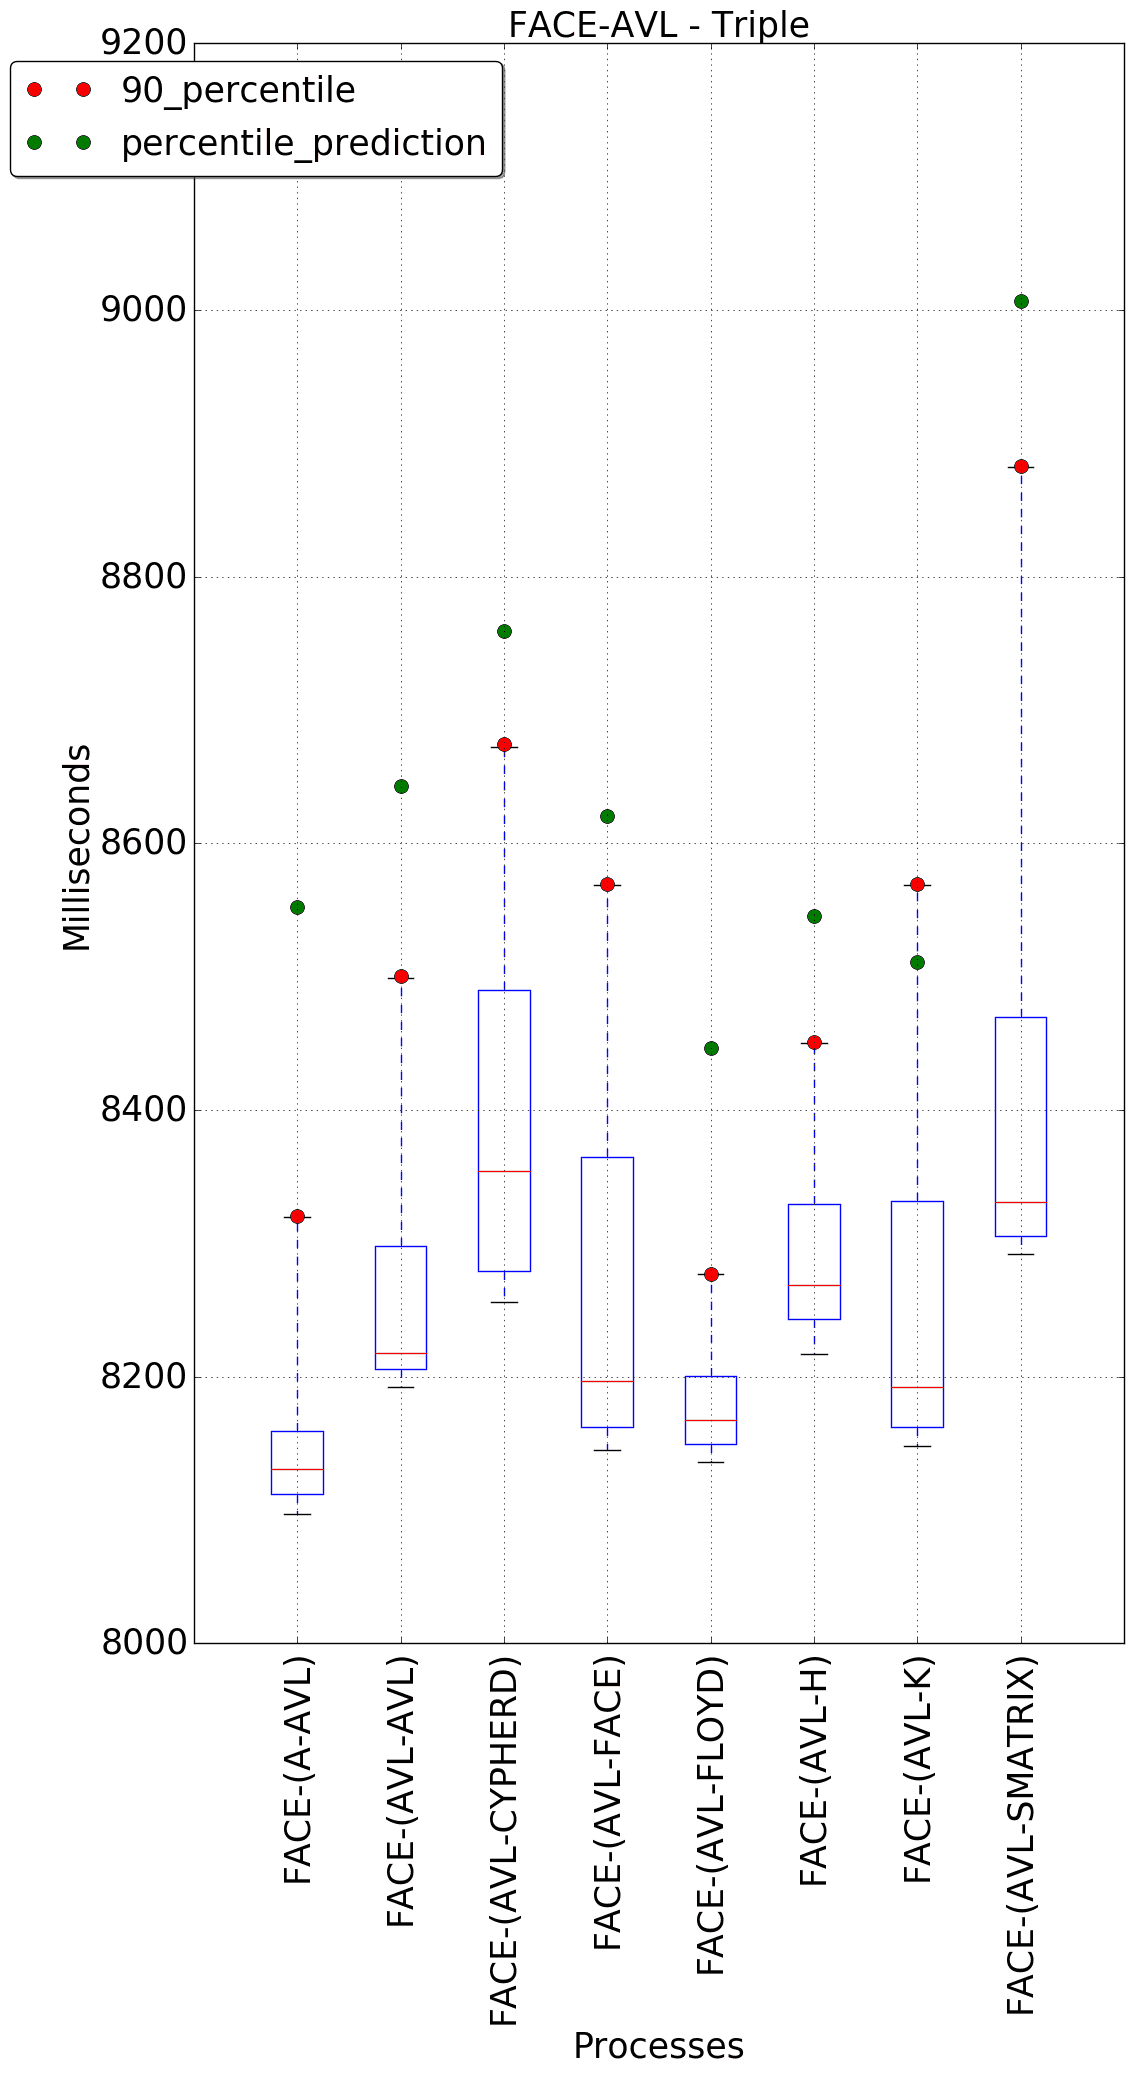 FACE-AVL - Triple
90_percentile
percentile_prediction
9200
9000
8800
8600
8400
8200
8000
Milliseconds
FACE-(A-AVL)
FACE-(AVL-AVL)
FACE-(AVL-CYPHERD)
FACE-(AVL-FACE)
FACE-(AVL-FLOYD)
FACE-(AVL-H)
FACE-(AVL-K)
FACE-(AVL-SMATRIX)
Processes